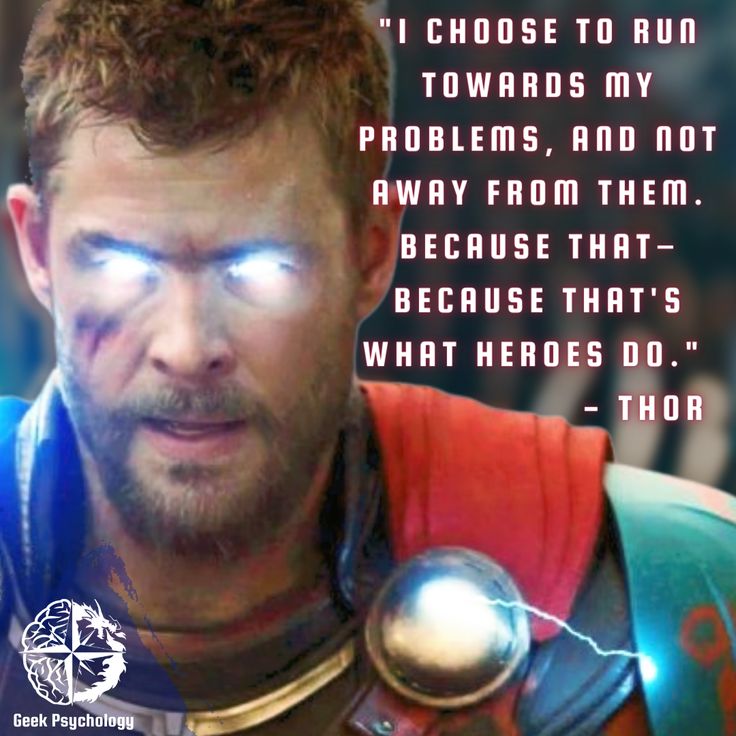 "I CHOOSE TO RUN
TOWARDS MY
PROBLEMS, AND NOT
AWAY FROM THEM.
BECAUSE THAT–
BECAUSE THAT'S
WHAT HEROES DO."
- THOR
Geek Psychology